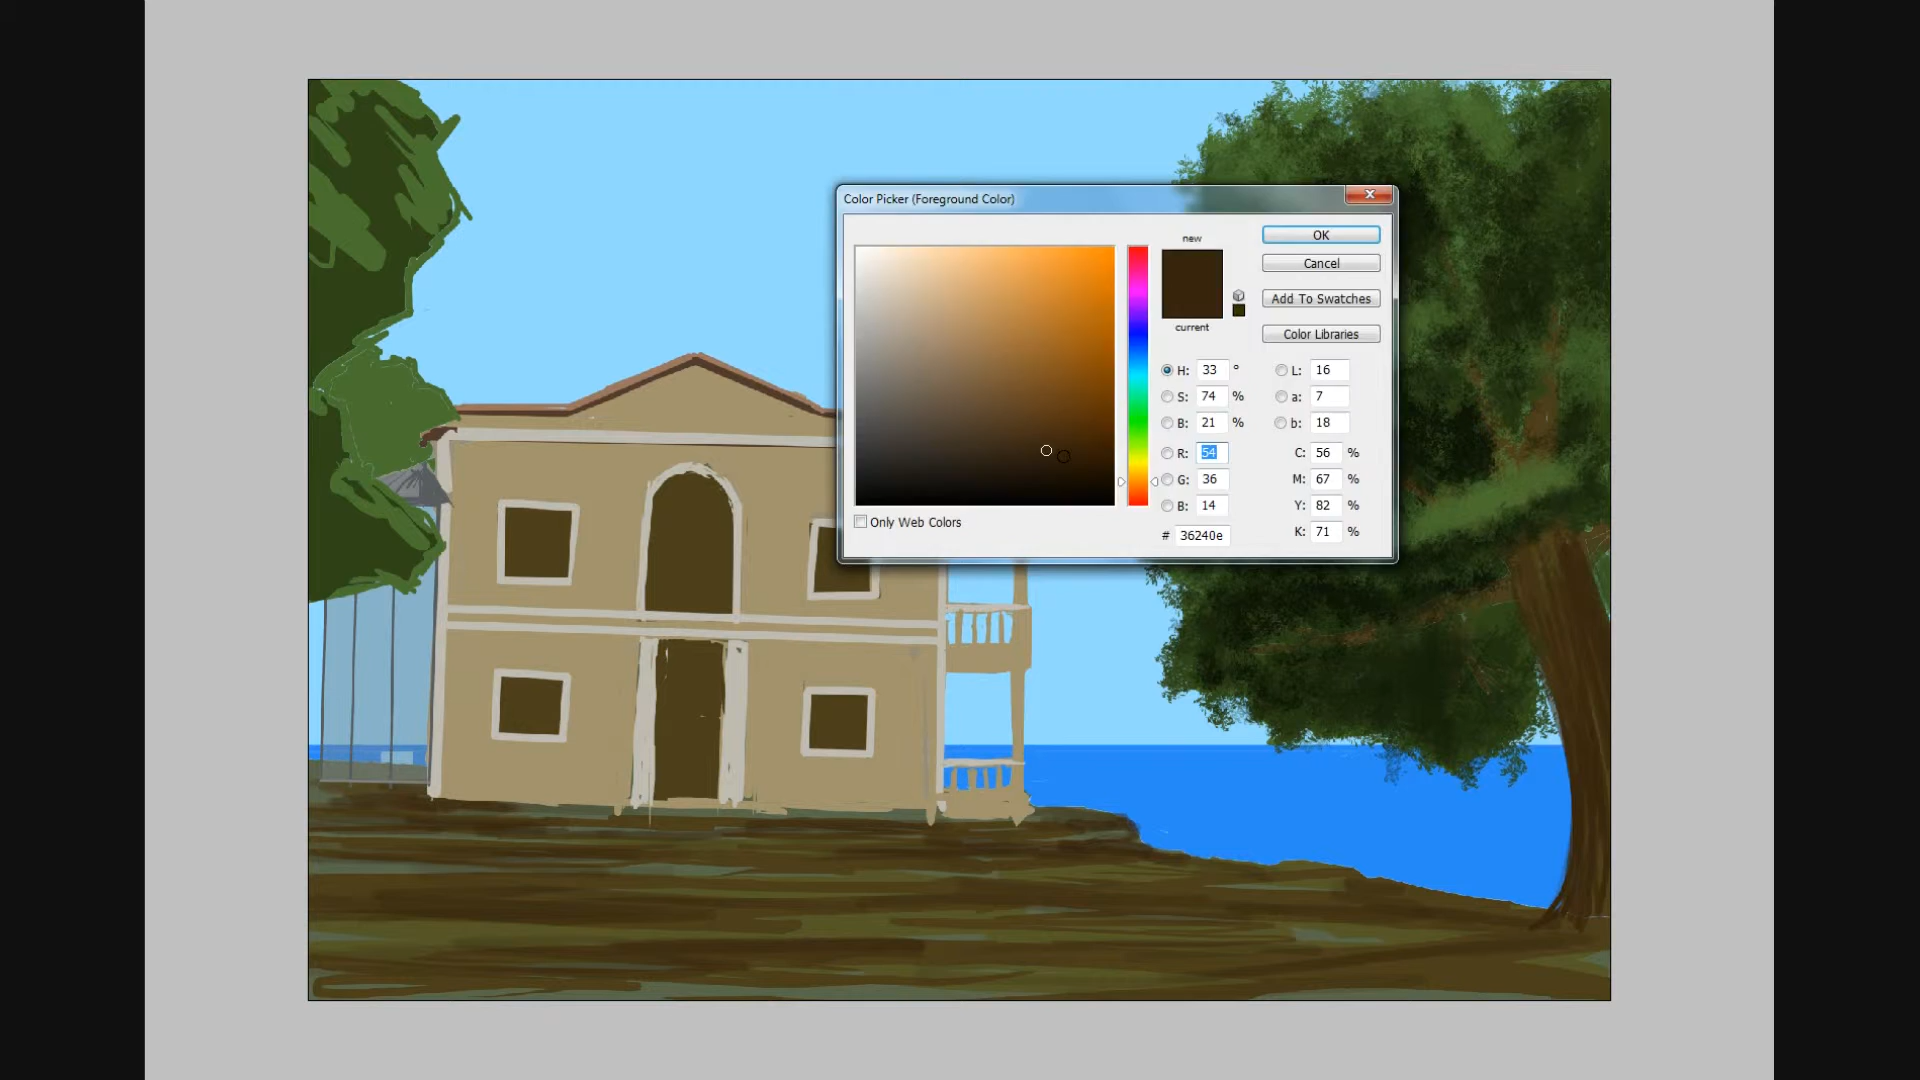 Color Picker (Foreground Color)
new
current
OK
Cancel
Add To Swatches
Color Libraries
H: 33 °
S: 74 %
B: 21 %
R: 54
G: 36
B: 14
# 36240e
L: 16
a: 7
b: 18
C: 56 %
M: 67 %
Y: 82 %
K: 71 %
Only Web Colors